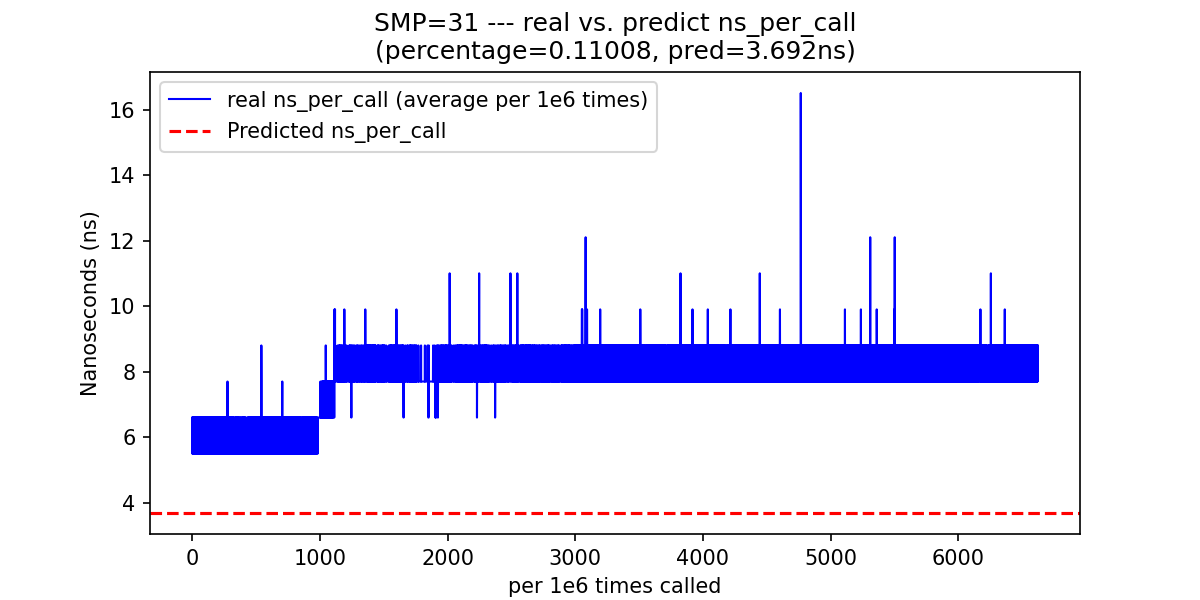 SMP=31 --- real vs. predict ns_per_call
(percentage=0.11008, pred=3.692ns)
real ns_per_call (average per 1e6 times)
Predicted ns_per_call
Nanoseconds (ns)
16
14
12
10
8
6
4
0 1000 2000 3000 4000 5000 6000
per 1e6 times called